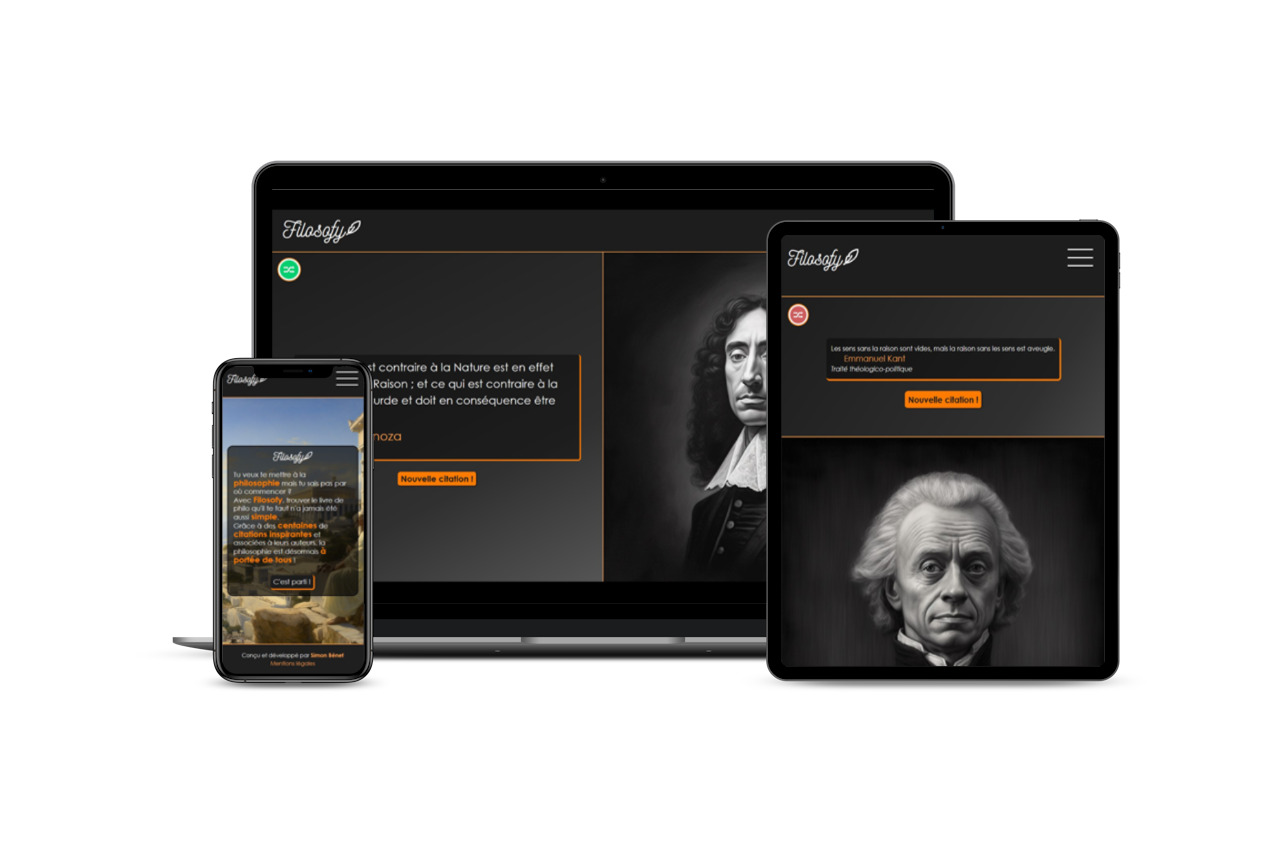 Filosofy
st contraire à la Nature est en effet
Raison ; et ce qui est contraire à la
urde et doit en conséquence être
noza
Nouvelle citation !
Filosofy
Les sens sans la raison sont vides, mais la raison sans les sens est aveugle.
Emmanuel Kant
Traité théologico-politique
Nouvelle citation !
Filosofy
Filosofy
Tu veux te mettre à la
philosophie mais tu sais pas par
où commencer ?
Avec Filosofy, trouver le livre de
philo qu'il te faut n'a jamais été
aussi simple.
Grâce à des centaines de
citations inspirantes et
associées à leurs auteurs, la
philosophie est désormais à
portée de tous !
C'est parti !
Conçu et développé par Simon Bénet
Mentions légales